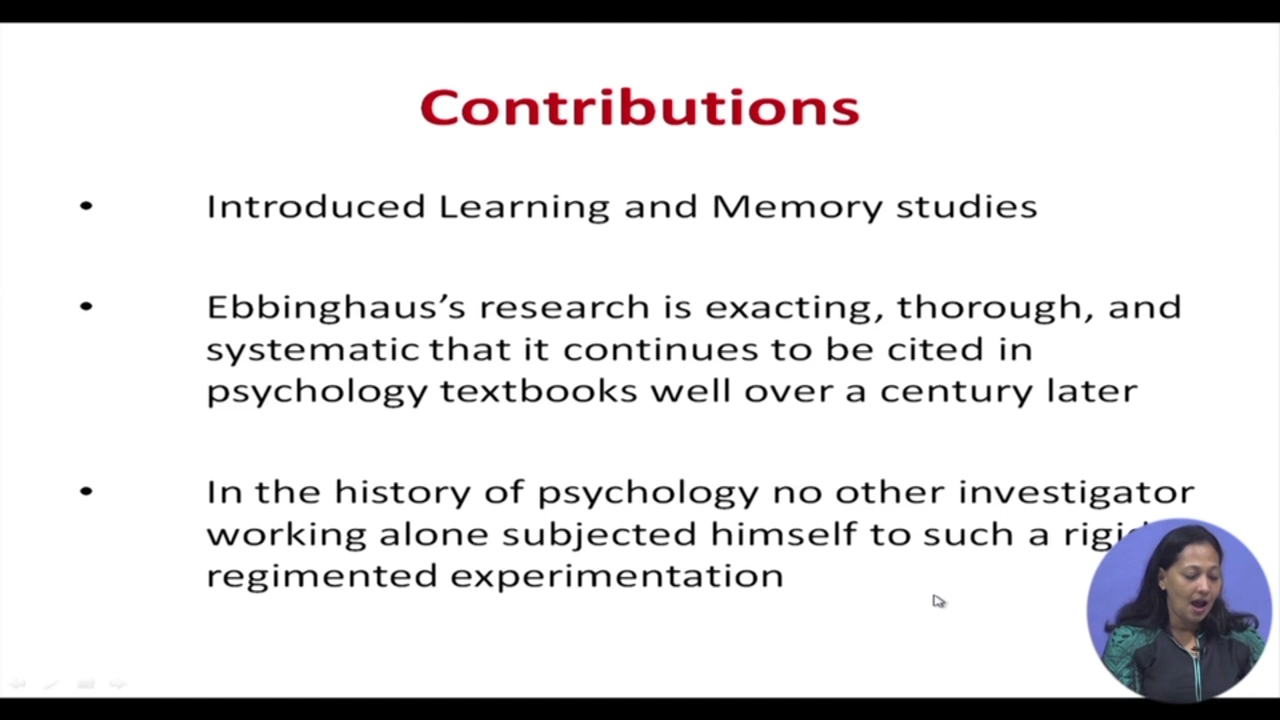 Contributions
• Introduced Learning and Memory studies
• Ebbinghaus’s research is exacting, thorough, and
systematic that it continues to be cited in
psychology textbooks well over a century later
• In the history of psychology no other investigator
working alone subjected himself to such a rigid
regimented experimentation